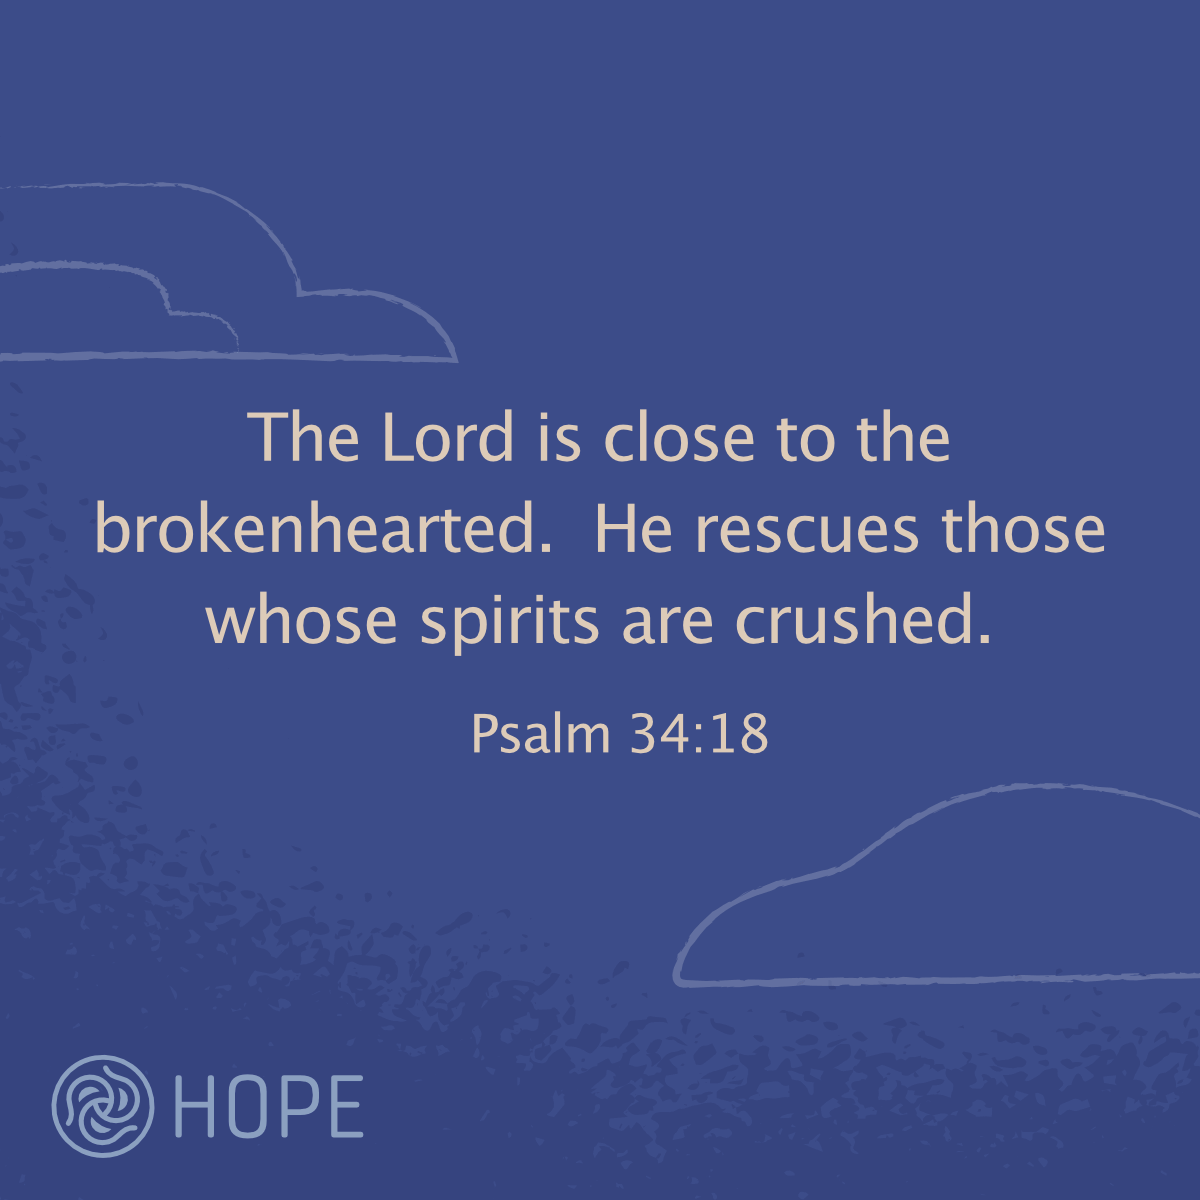 The Lord is close to the
brokenhearted.  He rescues those
whose spirits are crushed.
Psalm 34:18
HOPE